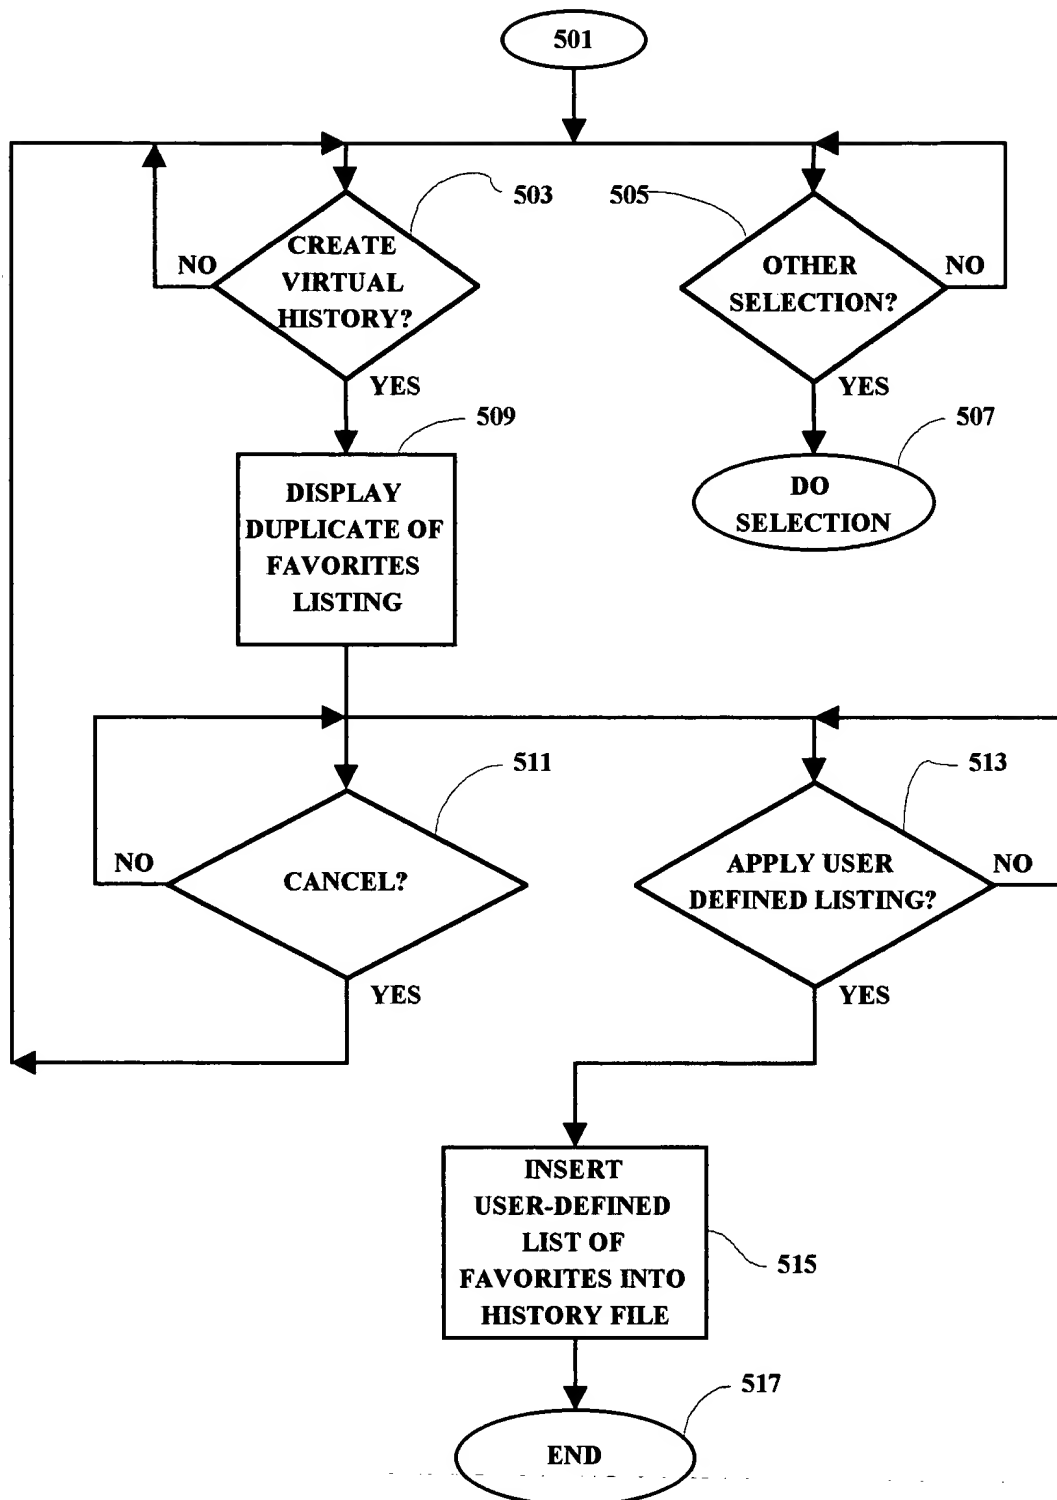 501
503
505
CREATE
VIRTUAL
HISTORY?
NO
OTHER
SELECTION?
NO
YES
YES
509
507
DISPLAY
DUPLICATE OF
FAVORITES
LISTING
DO
SELECTION
511
513
NO
CANCEL?
APPLY USER
DEFINED LISTING?
NO
YES
YES
INSERT
USER-DEFINED
LIST OF
FAVORITES INTO
HISTORY FILE
515
517
END